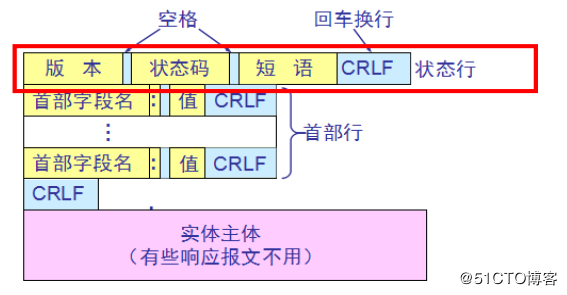 空格 回车换行
版 本 状态码 短 语 CRLF 状态行
首部字段名 : 值 CRLF
⋮ 首部行
首部字段名 : 值 CRLF
CRLF
实体主体
（有些响应报文不用）
@51CTO博客